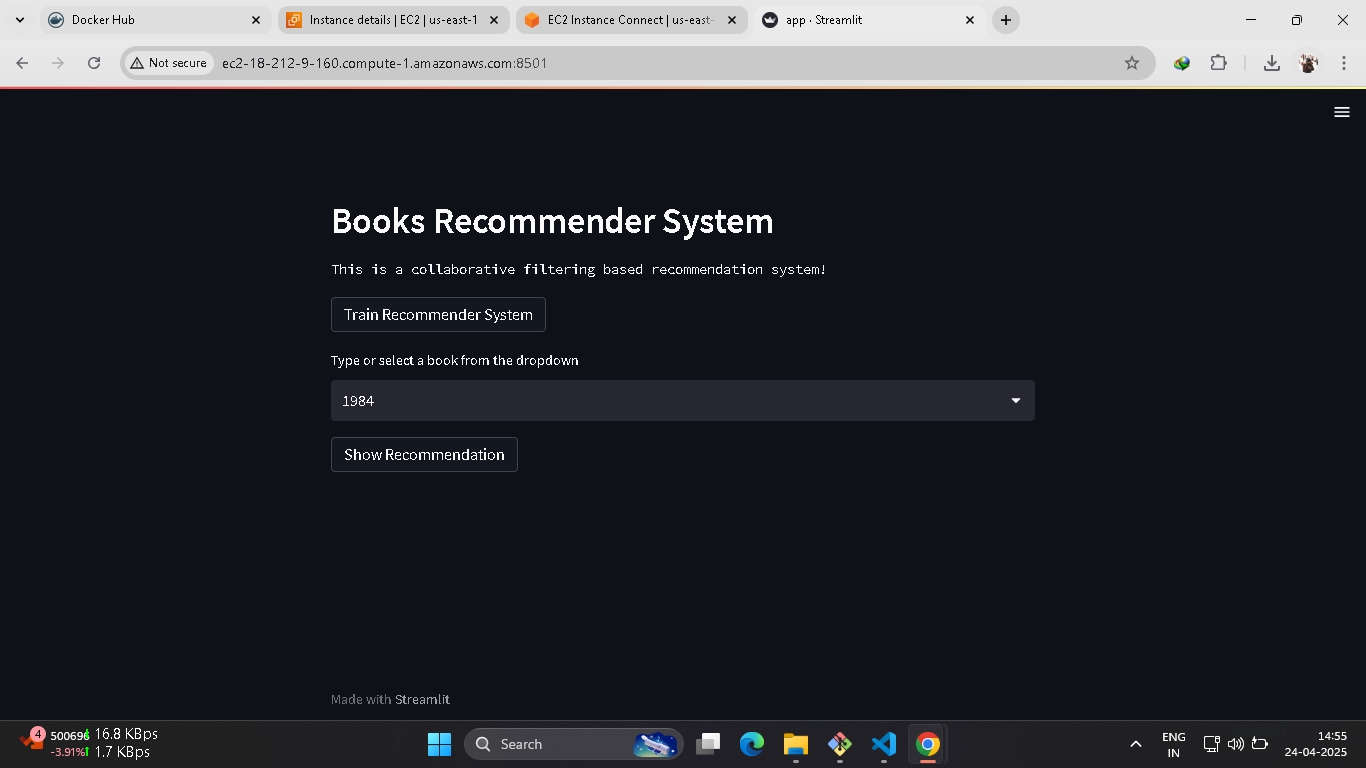 Docker Hub
Instance details | EC2 | us-east-1
EC2 Instance Connect | us-east-
app · Streamlit
Not secure
ec2-18-212-9-160.compute-1.amazonaws.com:8501
Books Recommender System
This is a collaborative filtering based recommendation system!
Train Recommender System
Type or select a book from the dropdown
1984
Show Recommendation
Made with Streamlit
4
500696
16.8 KBps
-3.91%
1.7 KBps
Search
ENG
IN
14:55
24-04-2025